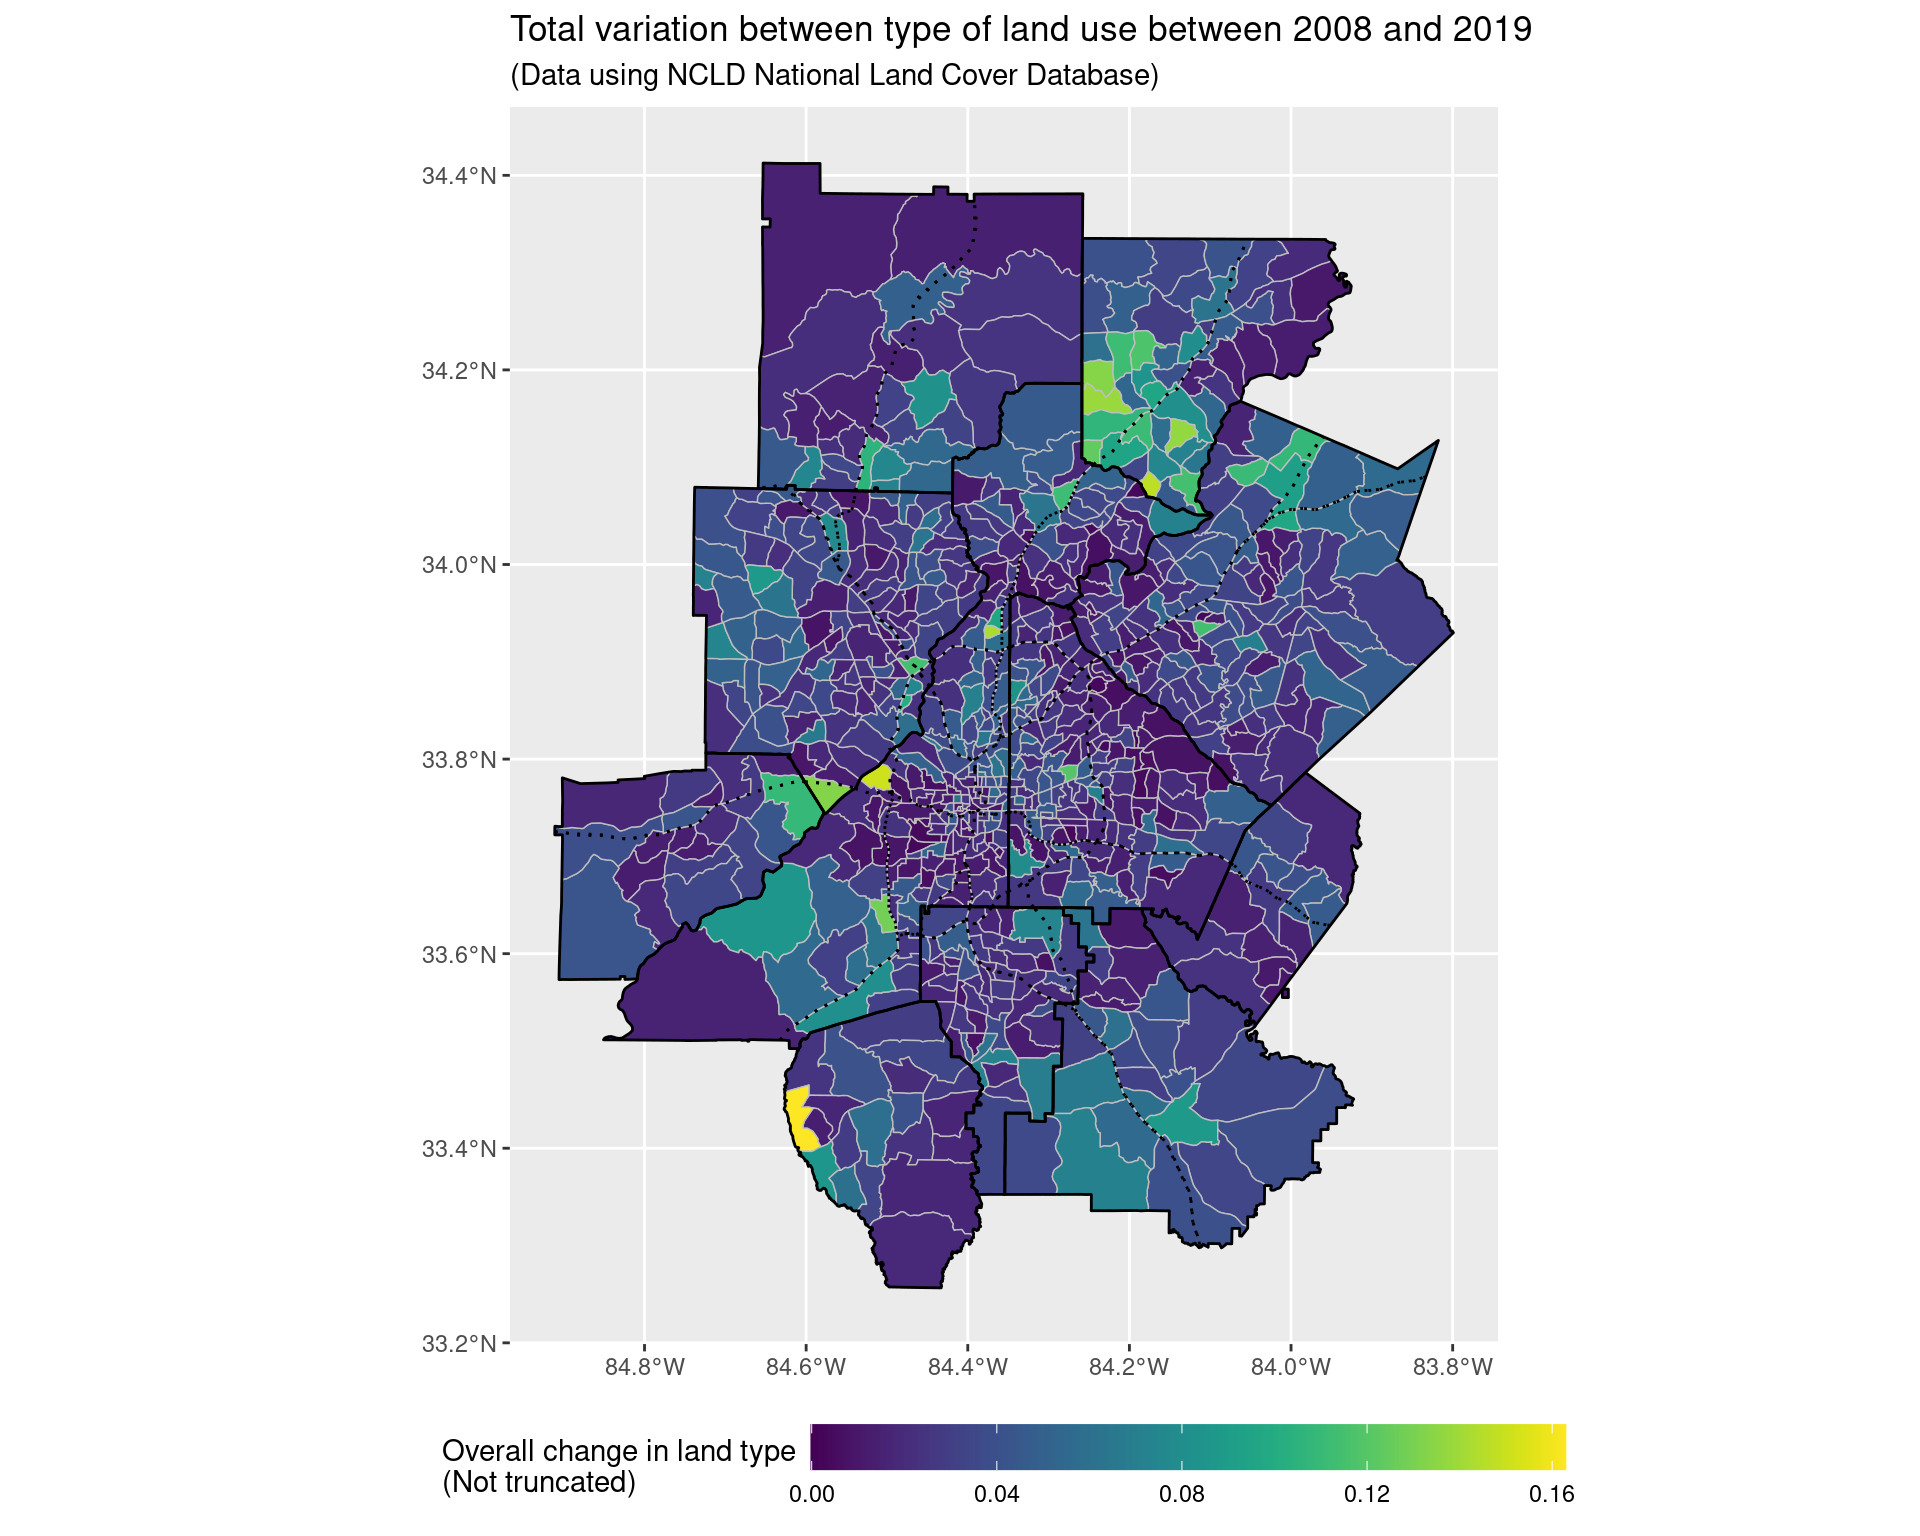 Total variation between type of land use between 2008 and 2019
(Data using NCLD National Land Cover Database)
34.4°N
34.2°N
34.0°N
33.8°N
33.6°N
33.4°N
33.2°N
84.8°W 84.6°W 84.4°W 84.2°W 84.0°W 83.8°W
Overall change in land type
(Not truncated)
0.00 0.04 0.08 0.12 0.16